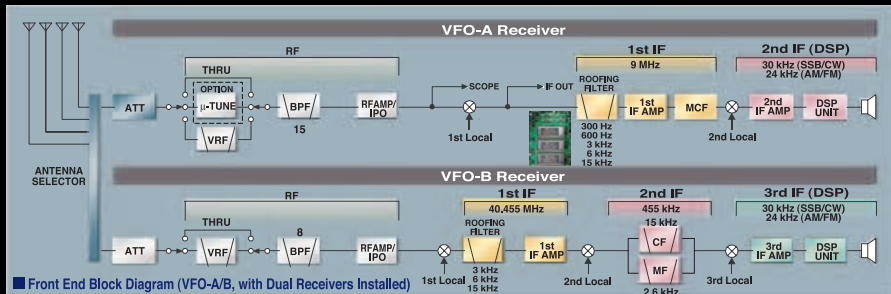 VFO-A Receiver
RF
THRU
OPTION
µ-TUNE
VRF
ATT
BPF
15
RFAMP/
IPO
SCOPE
1st Local
IF OUT
1st IF
9 MHz
ROOFING
FILTER
300 Hz
600 Hz
3 kHz
6 kHz
15 kHz
1st
IF AMP
MCF
2nd Local
2nd IF (DSP)
30 kHz (SSB/CW)
24 kHz (AM/FM)
2nd
IF AMP
DSP
UNIT
ANTENNA
SELECTOR
VFO-B Receiver
RF
THRU
ATT
VRF
8
BPF
RFAMP/
IPO
1st Local
1st IF
40.455 MHz
ROOFING
FILTER
3 kHz
6 kHz
15 kHz
1st
IF AMP
2nd Local
2nd IF
455 kHz
15 kHz
CF
MF
2.6 kHz
3rd Local
3rd IF (DSP)
30 kHz (SSB/CW)
24 kHz (AM/FM)
3rd
IF AMP
DSP
UNIT
Front End Block Diagram (VFO-A/B, with Dual Receivers Installed)